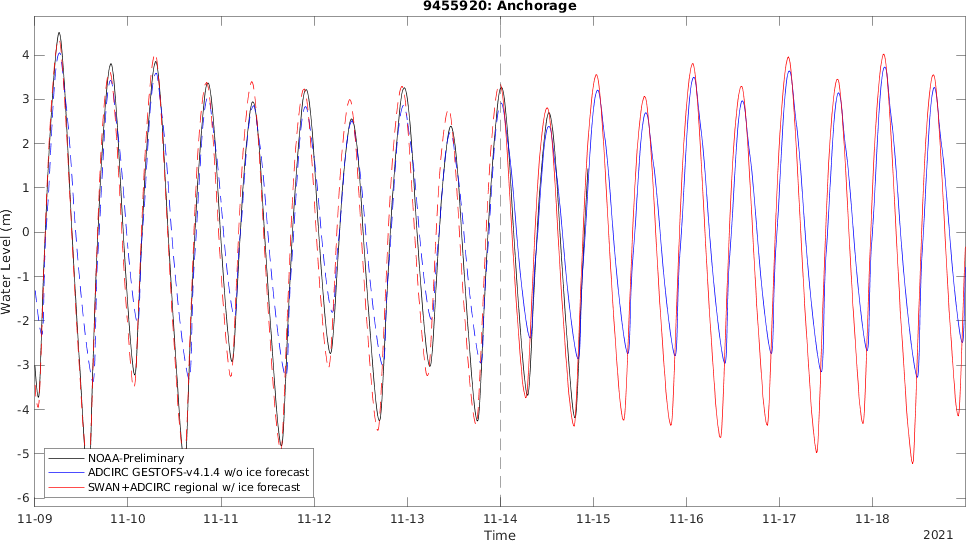 9455920: Anchorage
4
3
2
1
0
-1
-2
-3
-4
-5
-6
Water Level (m)
NOAA-Preliminary
ADCIRC GESTOFS-v4.1.4 w/o ice forecast
SWAN+ADCIRC regional w/ ice forecast
11-09 11-10 11-11 11-12 11-13 11-14 11-15 11-16 11-17 11-18
Time
2021